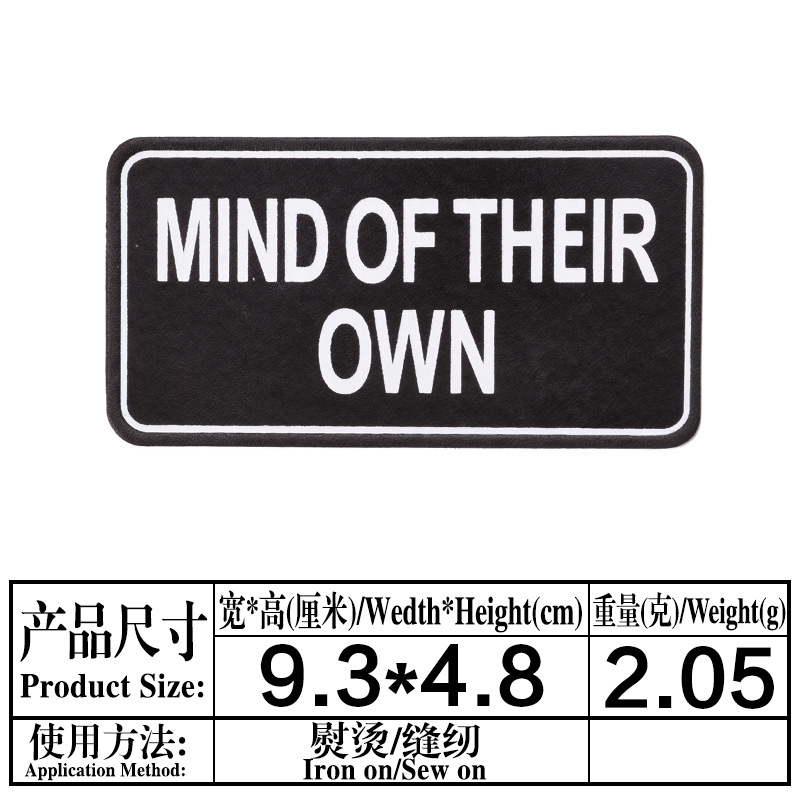 MIND OF THEIR
OWN
产品尺寸
Product Size:
宽*高(厘米)/Wedth*Height(cm)
重量(克)/Weight(g)
9.3*4.8
2.05
使用方法:
Application Method:
熨烫/缝纫
Iron on/Sew on